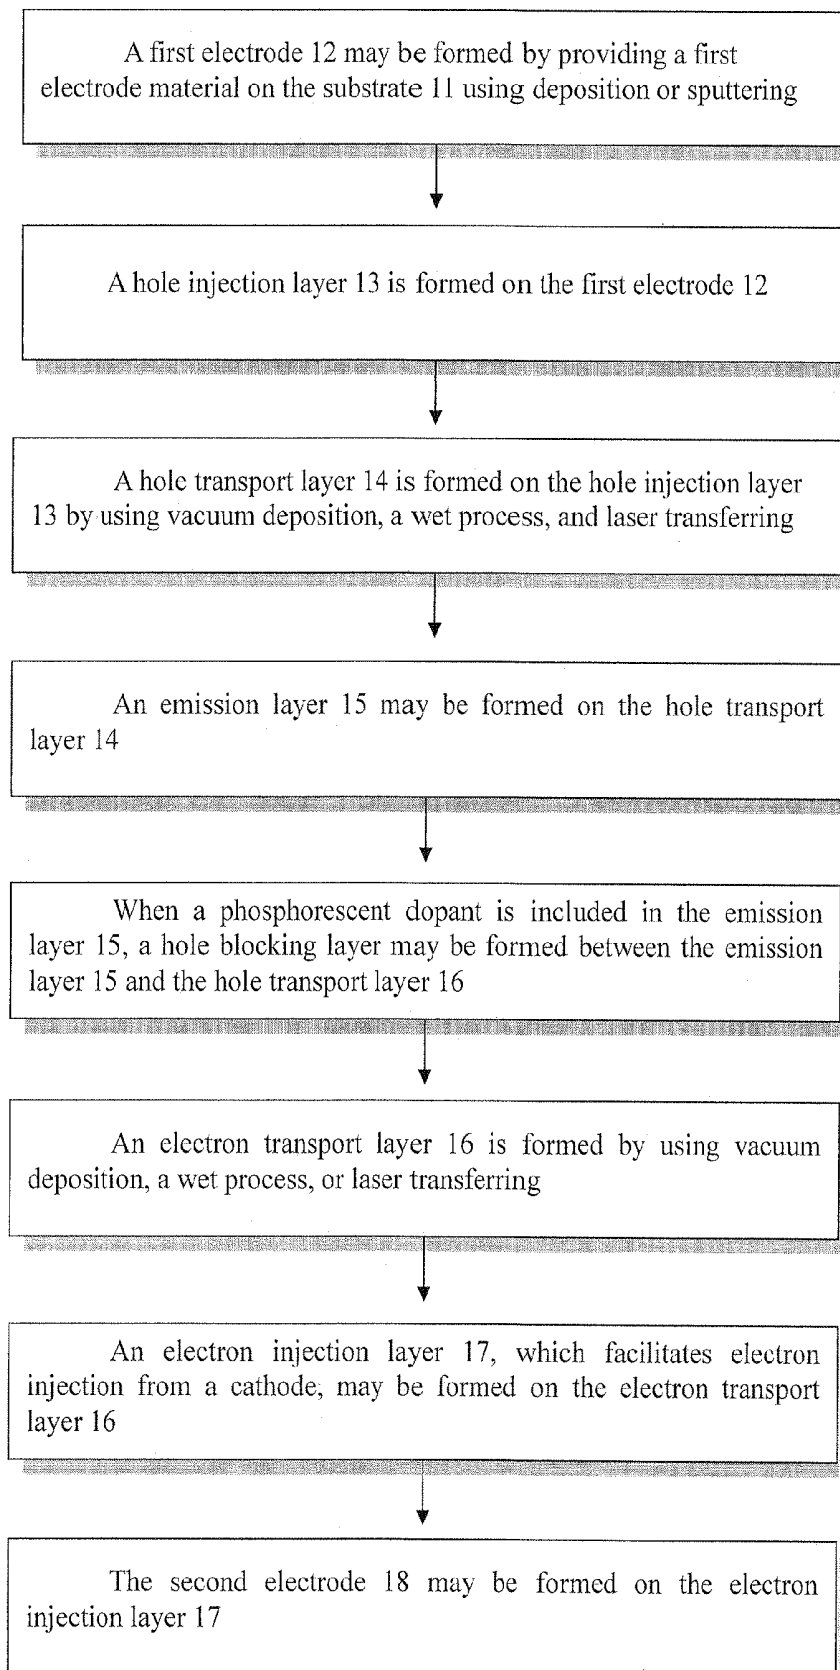 A first electrode 12 may be formed by providing a first
electrode material on the substrate 11 using deposition or sputtering
A hole injection layer 13 is formed on the first electrode 12
A hole transport layer 14 is formed on the hole injection layer
13 by using vacuum deposition, a wet process, and laser transferring
An emission layer 15 may be formed on the hole transport
layer 14
When a phosphorescent dopant is included in the emission
layer 15, a hole blocking layer may be formed between the emission
layer 15 and the hole transport layer 16
An electron transport layer 16 is formed by using vacuum
deposition, a wet process, or laser transferring
An electron injection layer 17, which facilitates electron
injection from a cathode, may be formed on the electron transport
layer 16
The second electrode 18 may be formed on the electron
injection layer 17